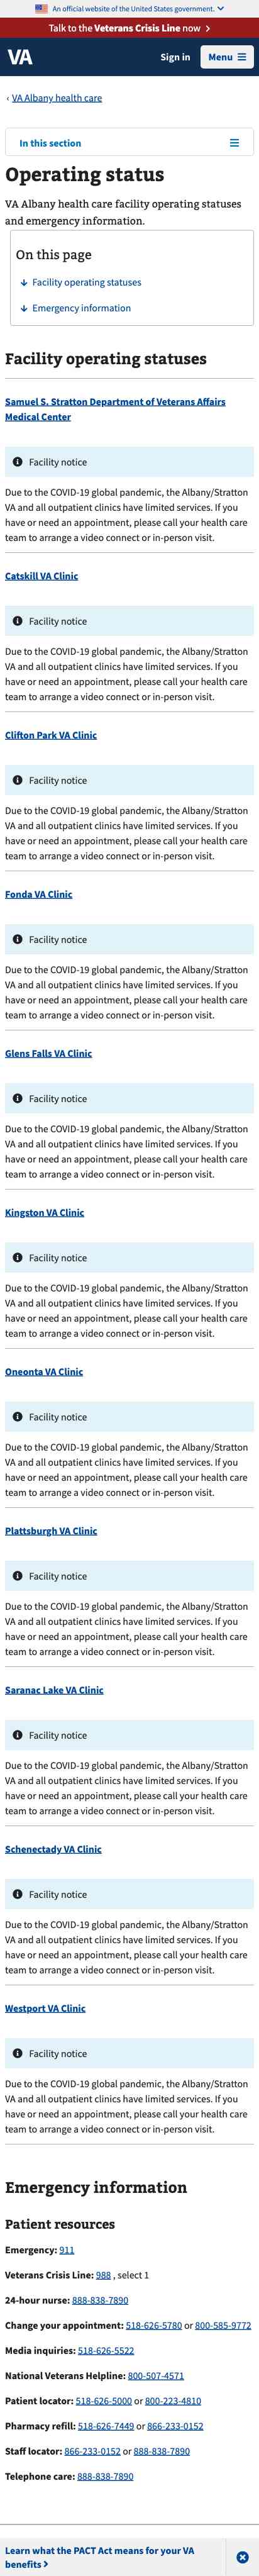 An official website of the United States government.
Talk to the Veterans Crisis Line now
VA
Sign in
Menu
‹ VA Albany health care
In this section
Operating status
VA Albany health care facility operating statuses
and emergency information.
On this page
Facility operating statuses
Emergency information
Facility operating statuses
Samuel S. Stratton Department of Veterans Affairs
Medical Center
Facility notice
Due to the COVID-19 global pandemic, the Albany/Stratton
VA and all outpatient clinics have limited services. If you
have or need an appointment, please call your health care
team to arrange a video connect or in-person visit.
Catskill VA Clinic
Facility notice
Due to the COVID-19 global pandemic, the Albany/Stratton
VA and all outpatient clinics have limited services. If you
have or need an appointment, please call your health care
team to arrange a video connect or in-person visit.
Clifton Park VA Clinic
Facility notice
Due to the COVID-19 global pandemic, the Albany/Stratton
VA and all outpatient clinics have limited services. If you
have or need an appointment, please call your health care
team to arrange a video connect or in-person visit.
Fonda VA Clinic
Facility notice
Due to the COVID-19 global pandemic, the Albany/Stratton
VA and all outpatient clinics have limited services. If you
have or need an appointment, please call your health care
team to arrange a video connect or in-person visit.
Glens Falls VA Clinic
Facility notice
Due to the COVID-19 global pandemic, the Albany/Stratton
VA and all outpatient clinics have limited services. If you
have or need an appointment, please call your health care
team to arrange a video connect or in-person visit.
Kingston VA Clinic
Facility notice
Due to the COVID-19 global pandemic, the Albany/Stratton
VA and all outpatient clinics have limited services. If you
have or need an appointment, please call your health care
team to arrange a video connect or in-person visit.
Oneonta VA Clinic
Facility notice
Due to the COVID-19 global pandemic, the Albany/Stratton
VA and all outpatient clinics have limited services. If you
have or need an appointment, please call your health care
team to arrange a video connect or in-person visit.
Plattsburgh VA Clinic
Facility notice
Due to the COVID-19 global pandemic, the Albany/Stratton
VA and all outpatient clinics have limited services. If you
have or need an appointment, please call your health care
team to arrange a video connect or in-person visit.
Saranac Lake VA Clinic
Facility notice
Due to the COVID-19 global pandemic, the Albany/Stratton
VA and all outpatient clinics have limited services. If you
have or need an appointment, please call your health care
team to arrange a video connect or in-person visit.
Schenectady VA Clinic
Facility notice
Due to the COVID-19 global pandemic, the Albany/Stratton
VA and all outpatient clinics have limited services. If you
have or need an appointment, please call your health care
team to arrange a video connect or in-person visit.
Westport VA Clinic
Facility notice
Due to the COVID-19 global pandemic, the Albany/Stratton
VA and all outpatient clinics have limited services. If you
have or need an appointment, please call your health care
team to arrange a video connect or in-person visit.
Emergency information
Patient resources
Emergency: 911
Veterans Crisis Line: 988 , select 1
24-hour nurse: 888-838-7890
Change your appointment: 518-626-5780 or 800-585-9772
Media inquiries: 518-626-5522
National Veterans Helpline: 800-507-4571
Patient locator: 518-626-5000 or 800-223-4810
Pharmacy refill: 518-626-7449 or 866-233-0152
Staff locator: 866-233-0152 or 888-838-7890
Telephone care: 888-838-7890
Learn what the PACT Act means for your VA
benefits